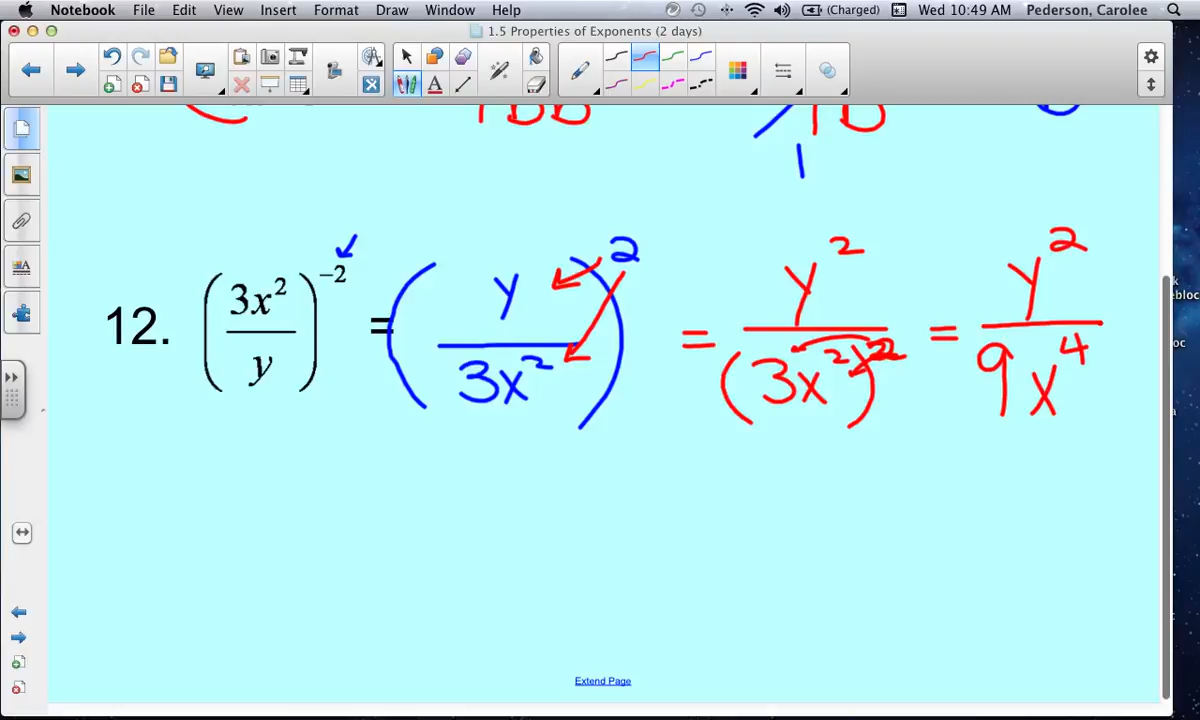 Notebook File Edit View Insert Format Draw Window Help (Charged) Wed 10:49 AM Pederson, Carolee
1.5 Properties of Exponents (2 days)
12. (3x²/y)⁻² = (y/3x²)² = y²/(3x²)² = y²/9x⁴
1
Extend Page